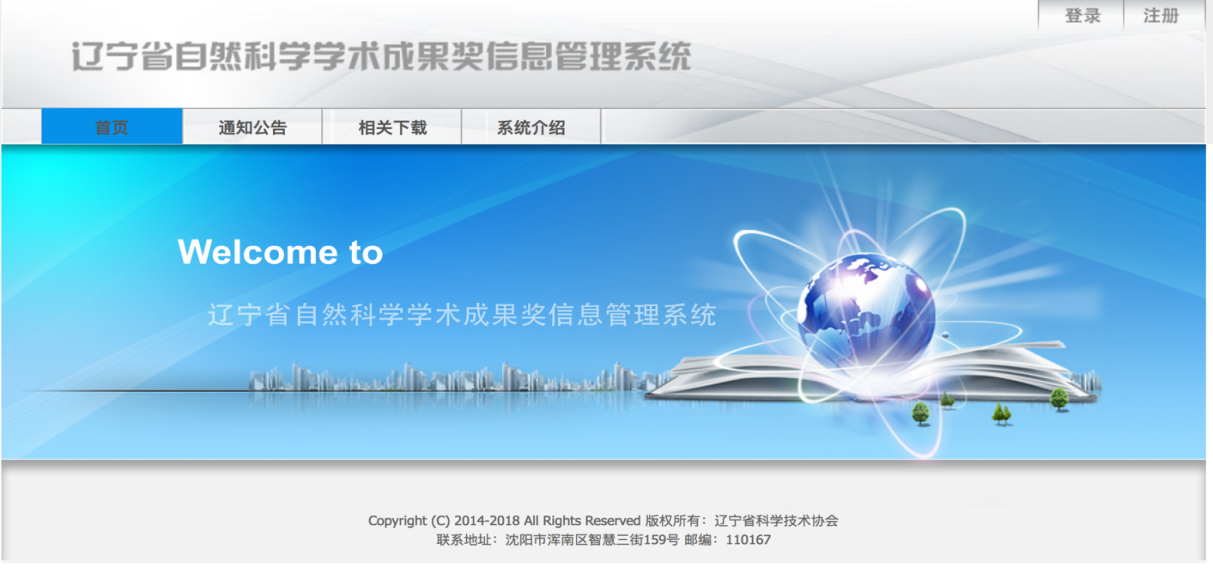 登录 注册
辽宁省自然科学学术成果奖信息管理系统
首页 通知公告 相关下载 系统介绍
Welcome to
辽宁省自然科学学术成果奖信息管理系统
Copyright (C) 2014-2018 All Rights Reserved 版权所有：辽宁省科学技术协会
联系地址：沈阳市浑南区智慧三街159号 邮编：110167